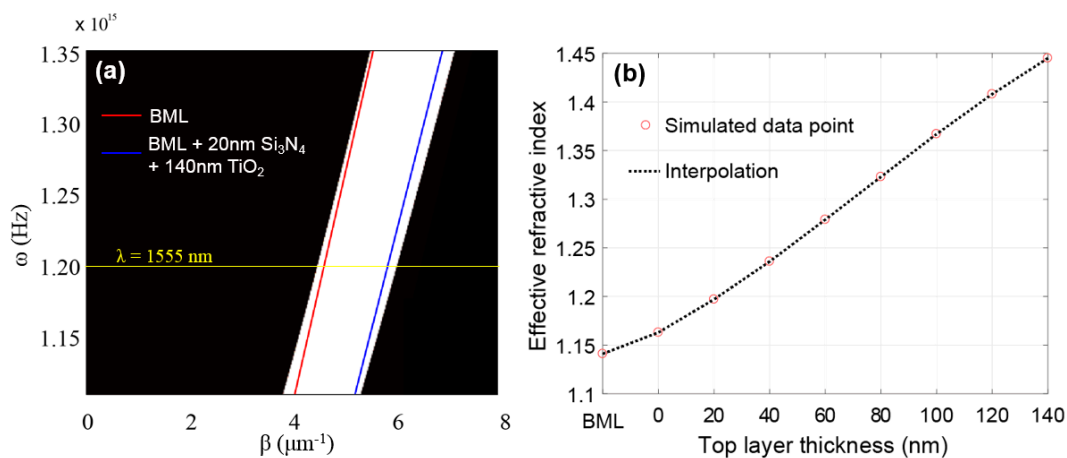 x 10¹⁵
(a)
1.35
1.30
1.25
1.20
1.15
ω (Hz)
BML
BML + 20nm Si₃N₄
+ 140nm TiO₂
λ = 1555 nm
0
2
4
6
8
β (μm⁻¹)
(b)
1.45
1.4
1.35
1.3
1.25
1.2
1.15
1.1
Effective refractive index
Simulated data point
Interpolation
BML
0
20
40
60
80
100
120
140
Top layer thickness (nm)